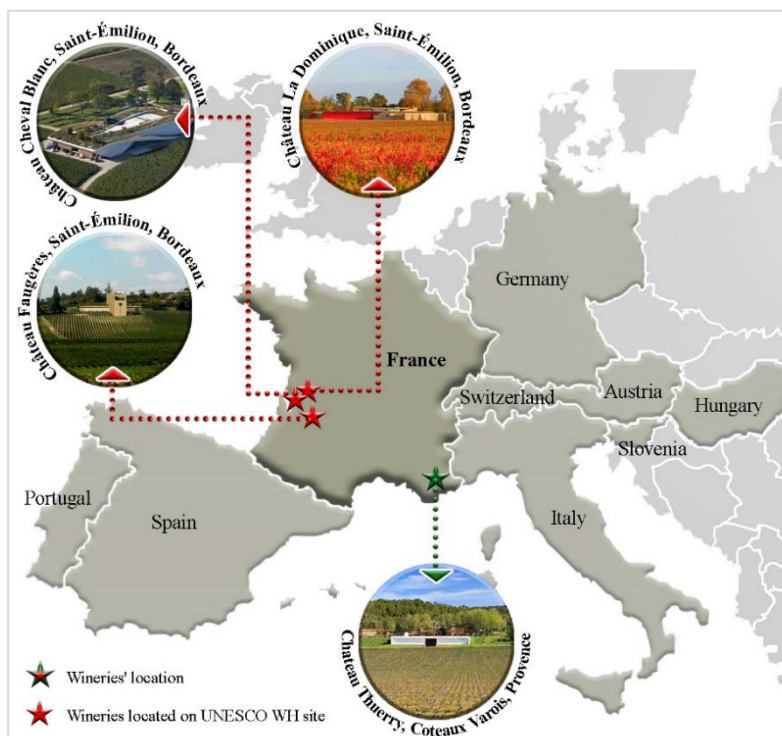 Château Cheval Blanc, Saint-Émilion, Bordeaux
Château La Dominique, Saint-Émilion, Bordeaux
Château Faugères, Saint-Émilion, Bordeaux
Germany
France
Switzerland
Austria
Hungary
Slovenia
Portugal
Spain
Italy
Chateau Thuerry, Coteaux Varois, Provence
Wineries' location
Wineries located on UNESCO WH site